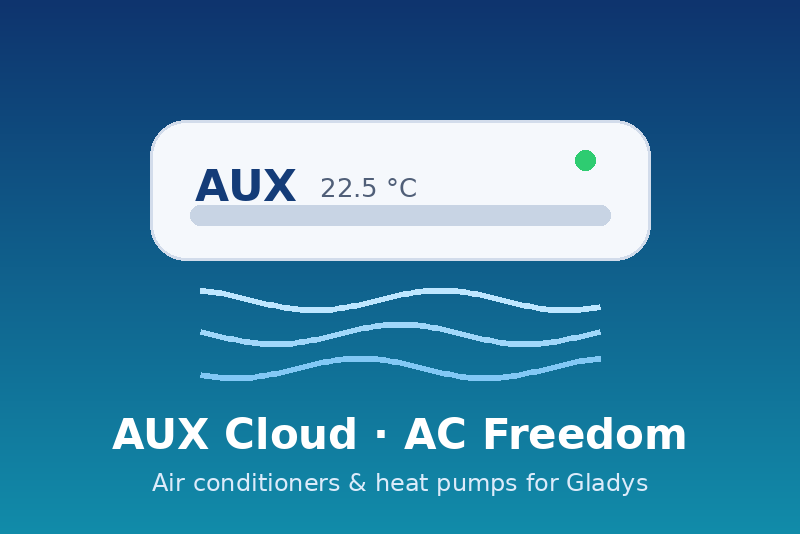 AUX 22.5 °C
AUX Cloud · AC Freedom
Air conditioners & heat pumps for Gladys